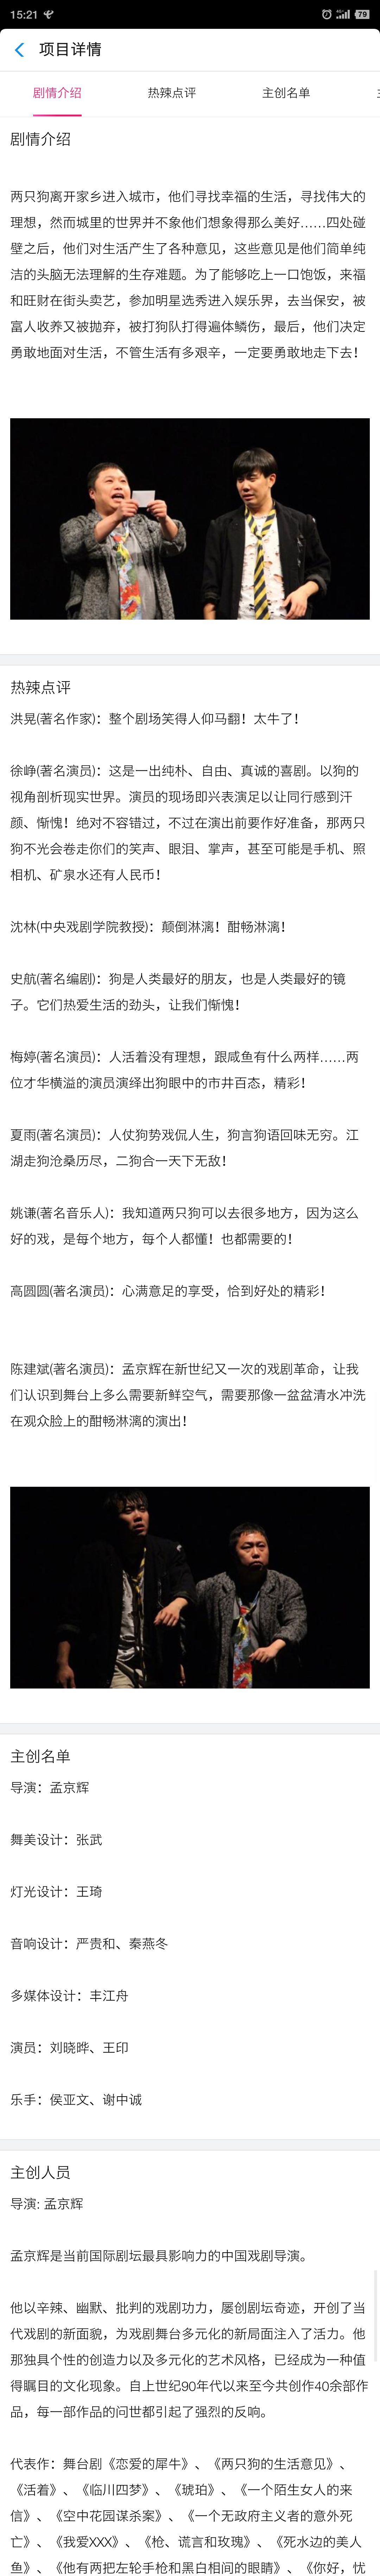 15:21
79
项目详情
剧情介绍
热辣点评
主创名单
剧情介绍
两只狗离开家乡进入城市，他们寻找幸福的生活，寻找伟大的
理想，然而城里的世界并不象他们想象得那么美好……四处碰
壁之后，他们对生活产生了各种意见，这些意见是他们简单纯
洁的头脑无法理解的生存难题。为了能够吃上一口饱饭，来福
和旺财在街头卖艺，参加明星选秀进入娱乐界，去当保安，被
富人收养又被抛弃，被打狗队打得遍体鳞伤，最后，他们决定
勇敢地面对生活，不管生活有多艰辛，一定要勇敢地走下去！
热辣点评
洪晃(著名作家)：整个剧场笑得人仰马翻！太牛了！
徐峥(著名演员)：这是一出纯朴、自由、真诚的喜剧。以狗的
视角剖析现实世界。演员的现场即兴表演足以让同行感到汗
颜、惭愧！绝对不容错过，不过在演出前要作好准备，那两只
狗不光会卷走你们的笑声、眼泪、掌声，甚至可能是手机、照
相机、矿泉水还有人民币！
沈林(中央戏剧学院教授)：颠倒淋漓！酣畅淋漓！
史航(著名编剧)：狗是人类最好的朋友，也是人类最好的镜
子。它们热爱生活的劲头，让我们惭愧！
梅婷(著名演员)：人活着没有理想，跟咸鱼有什么两样……两
位才华横溢的演员演绎出狗眼中的市井百态，精彩！
夏雨(著名演员)：人仗狗势戏侃人生，狗言狗语回味无穷。江
湖走狗沧桑历尽，二狗合一天下无敌！
姚谦(著名音乐人)：我知道两只狗可以去很多地方，因为这么
好的戏，是每个地方，每个人都懂！也都需要的！
高圆圆(著名演员)：心满意足的享受，恰到好处的精彩！
陈建斌(著名演员)：孟京辉在新世纪又一次的戏剧革命，让我
们认识到舞台上多么需要新鲜空气，需要那像一盆盆清水冲洗
在观众脸上的酣畅淋漓的演出！
主创名单
导演：孟京辉
舞美设计：张武
灯光设计：王琦
音响设计：严贵和、秦燕冬
多媒体设计：丰江舟
演员：刘晓晔、王印
乐手：侯亚文、谢中诚
主创人员
导演: 孟京辉
孟京辉是当前国际剧坛最具影响力的中国戏剧导演。
他以辛辣、幽默、批判的戏剧功力，屡创剧坛奇迹，开创了当
代戏剧的新面貌，为戏剧舞台多元化的新局面注入了活力。他
那独具个性的创造力以及多元化的艺术风格，已经成为一种值
得瞩目的文化现象。自上世纪90年代以来至今共创作40余部作
品，每一部作品的问世都引起了强烈的反响。
代表作：舞台剧《恋爱的犀牛》、《两只狗的生活意见》、
《活着》、《临川四梦》、《琥珀》、《一个陌生女人的来
信》、《空中花园谋杀案》、《一个无政府主义者的意外死
亡》、《我爱XXX》、《枪、谎言和玫瑰》、《死水边的美人
鱼》、《他有两把左轮手枪和黑白相间的眼睛》、《你好，忧